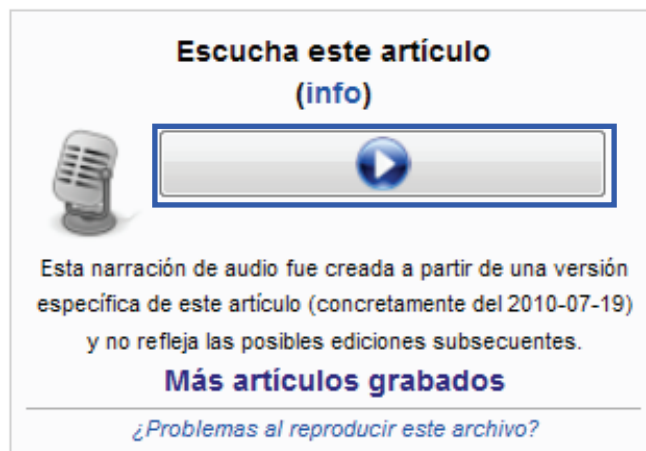 Escucha este artículo
(info)
Esta narración de audio fue creada a partir de una versión
específica de este artículo (concretamente del 2010-07-19)
y no refleja las posibles ediciones subsecuentes.
Más artículos grabados
¿Problemas al reproducir este archivo?